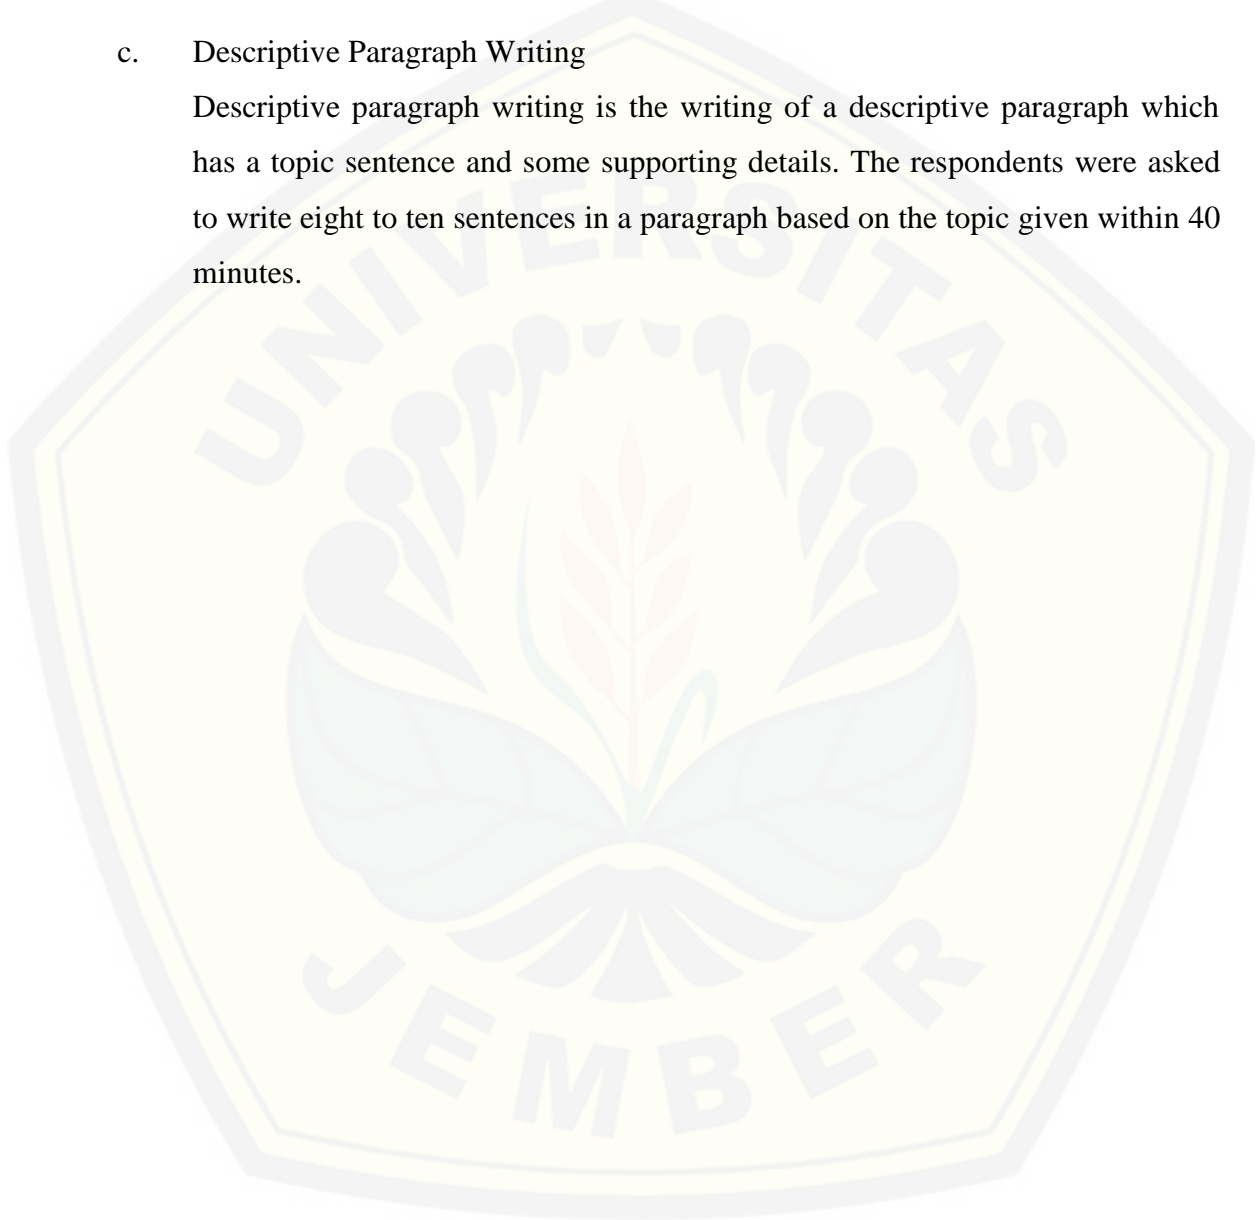 c. Descriptive Paragraph Writing
Descriptive paragraph writing is the writing of a descriptive paragraph which
has a topic sentence and some supporting details. The respondents were asked
to write eight to ten sentences in a paragraph based on the topic given within 40
minutes.
UNIVERSITAS
JEMBER